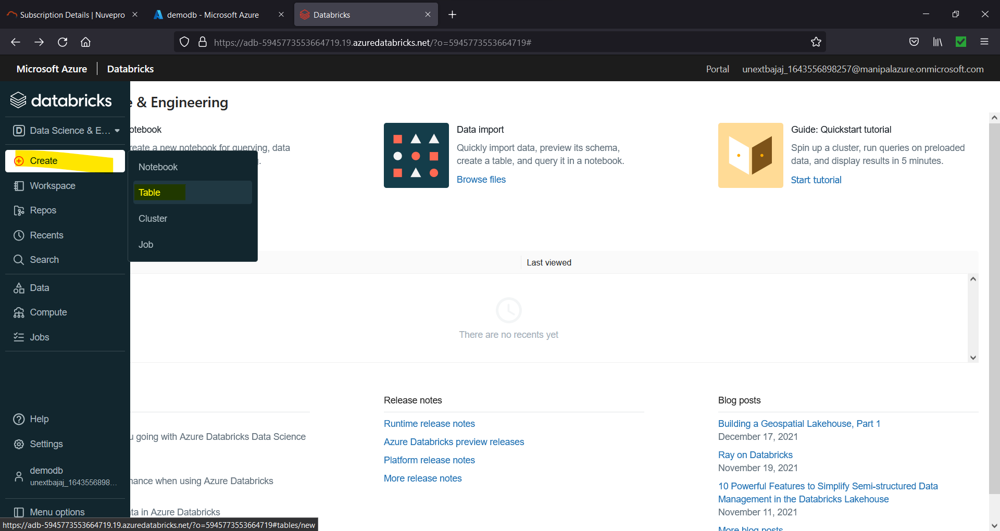 Subscription Details | Nuvepro
demodb - Microsoft Azure
Databricks
https://adb-5945773553664719.19.azuredatabricks.net/?o=5945773553664719#
Microsoft Azure
Databricks
Portal
unextbajaj_1643556898257@manipalazure.onmicrosoft.com
databricks
Data Science & E...
Create
Workspace
Repos
Recents
Search
Data
Compute
Jobs
Help
Settings
demodb
unextbajaj_1643556898...
Menu options
Notebook
Table
Cluster
Job
& Engineering
otebook
reate a new notebook for querying, data
Data import
Quickly import data, preview its schema,
create a table, and query it in a notebook.
Browse files
Guide: Quickstart tutorial
Spin up a cluster, run queries on preloaded
data, and display results in 5 minutes.
Start tutorial
Last viewed
There are no recents yet
going with Azure Databricks Data Science
nance when using Azure Databricks
ta in Azure Databricks
Release notes
Runtime release notes
Azure Databricks preview releases
Platform release notes
More release notes
Blog posts
Building a Geospatial Lakehouse, Part 1
December 17, 2021
Ray on Databricks
November 19, 2021
10 Powerful Features to Simplify Semi-structured Data
Management in the Databricks Lakehouse
November 11, 2021
More blog posts
https://adb-5945773553664719.19.azuredatabricks.net/?o=5945773553664719#tables/new